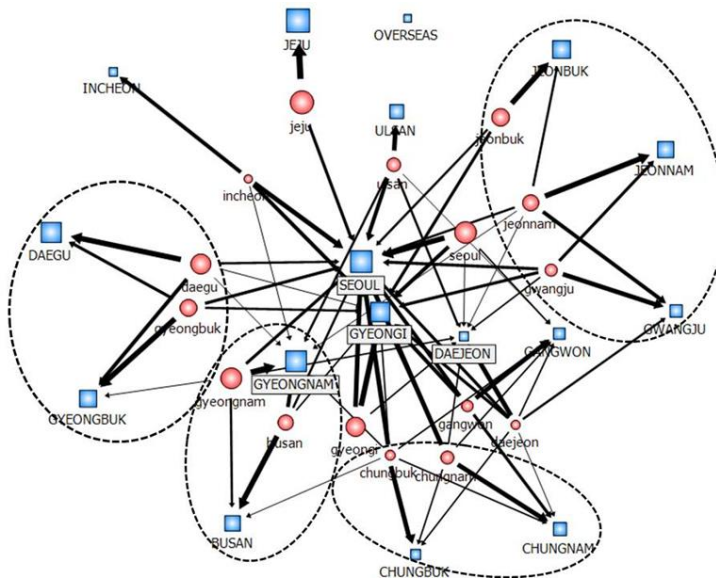 JEJU
OVERSEAS
JEONBUK
INCHEON
jeju
ULSAN
jeonbuk
ulsan
JEONNAM
incheon
jeonnam
DAEGU
seoul
daegu
SEOUL
gwangju
gyeongbuk
GYEONGI
DAEJEON
GANGWON
GWANGJU
GYEONGNAM
GYEONGBUK
gyeongnam
busan
gyeongi
gangwon
daejeon
chungbuk
chungnam
BUSAN
CHUNGBUK
CHUNGNAM